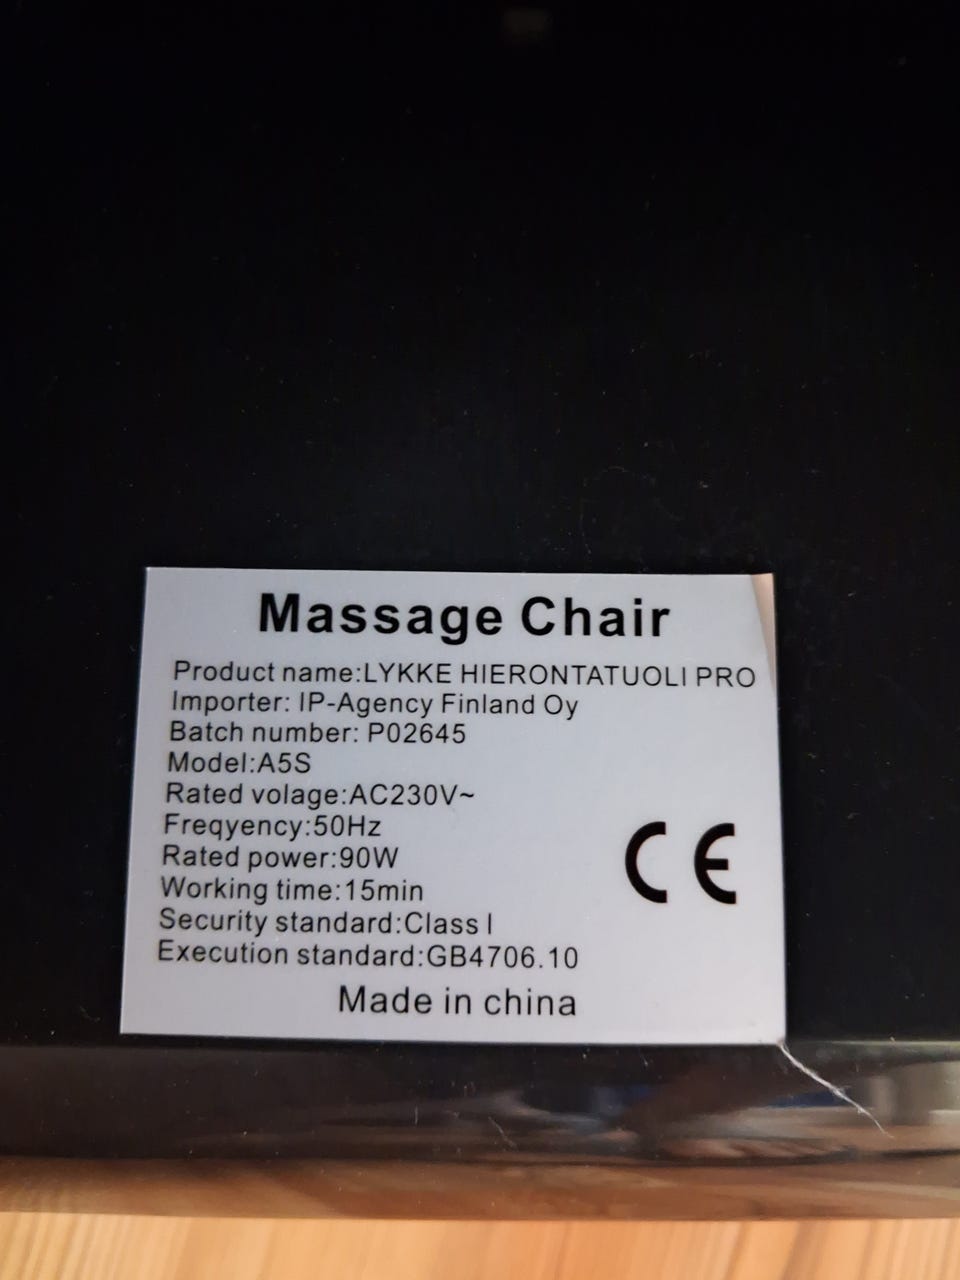 Massage Chair
Product name:LYKKE HIERONTATUOLI PRO
Importer: IP-Agency Finland Oy
Batch number: P02645
Model:A5S
Rated volage:AC230V~
Freqyency:50Hz
Rated power:90W
Working time:15min
Security standard:Class I
Execution standard:GB4706.10
CE
Made in china